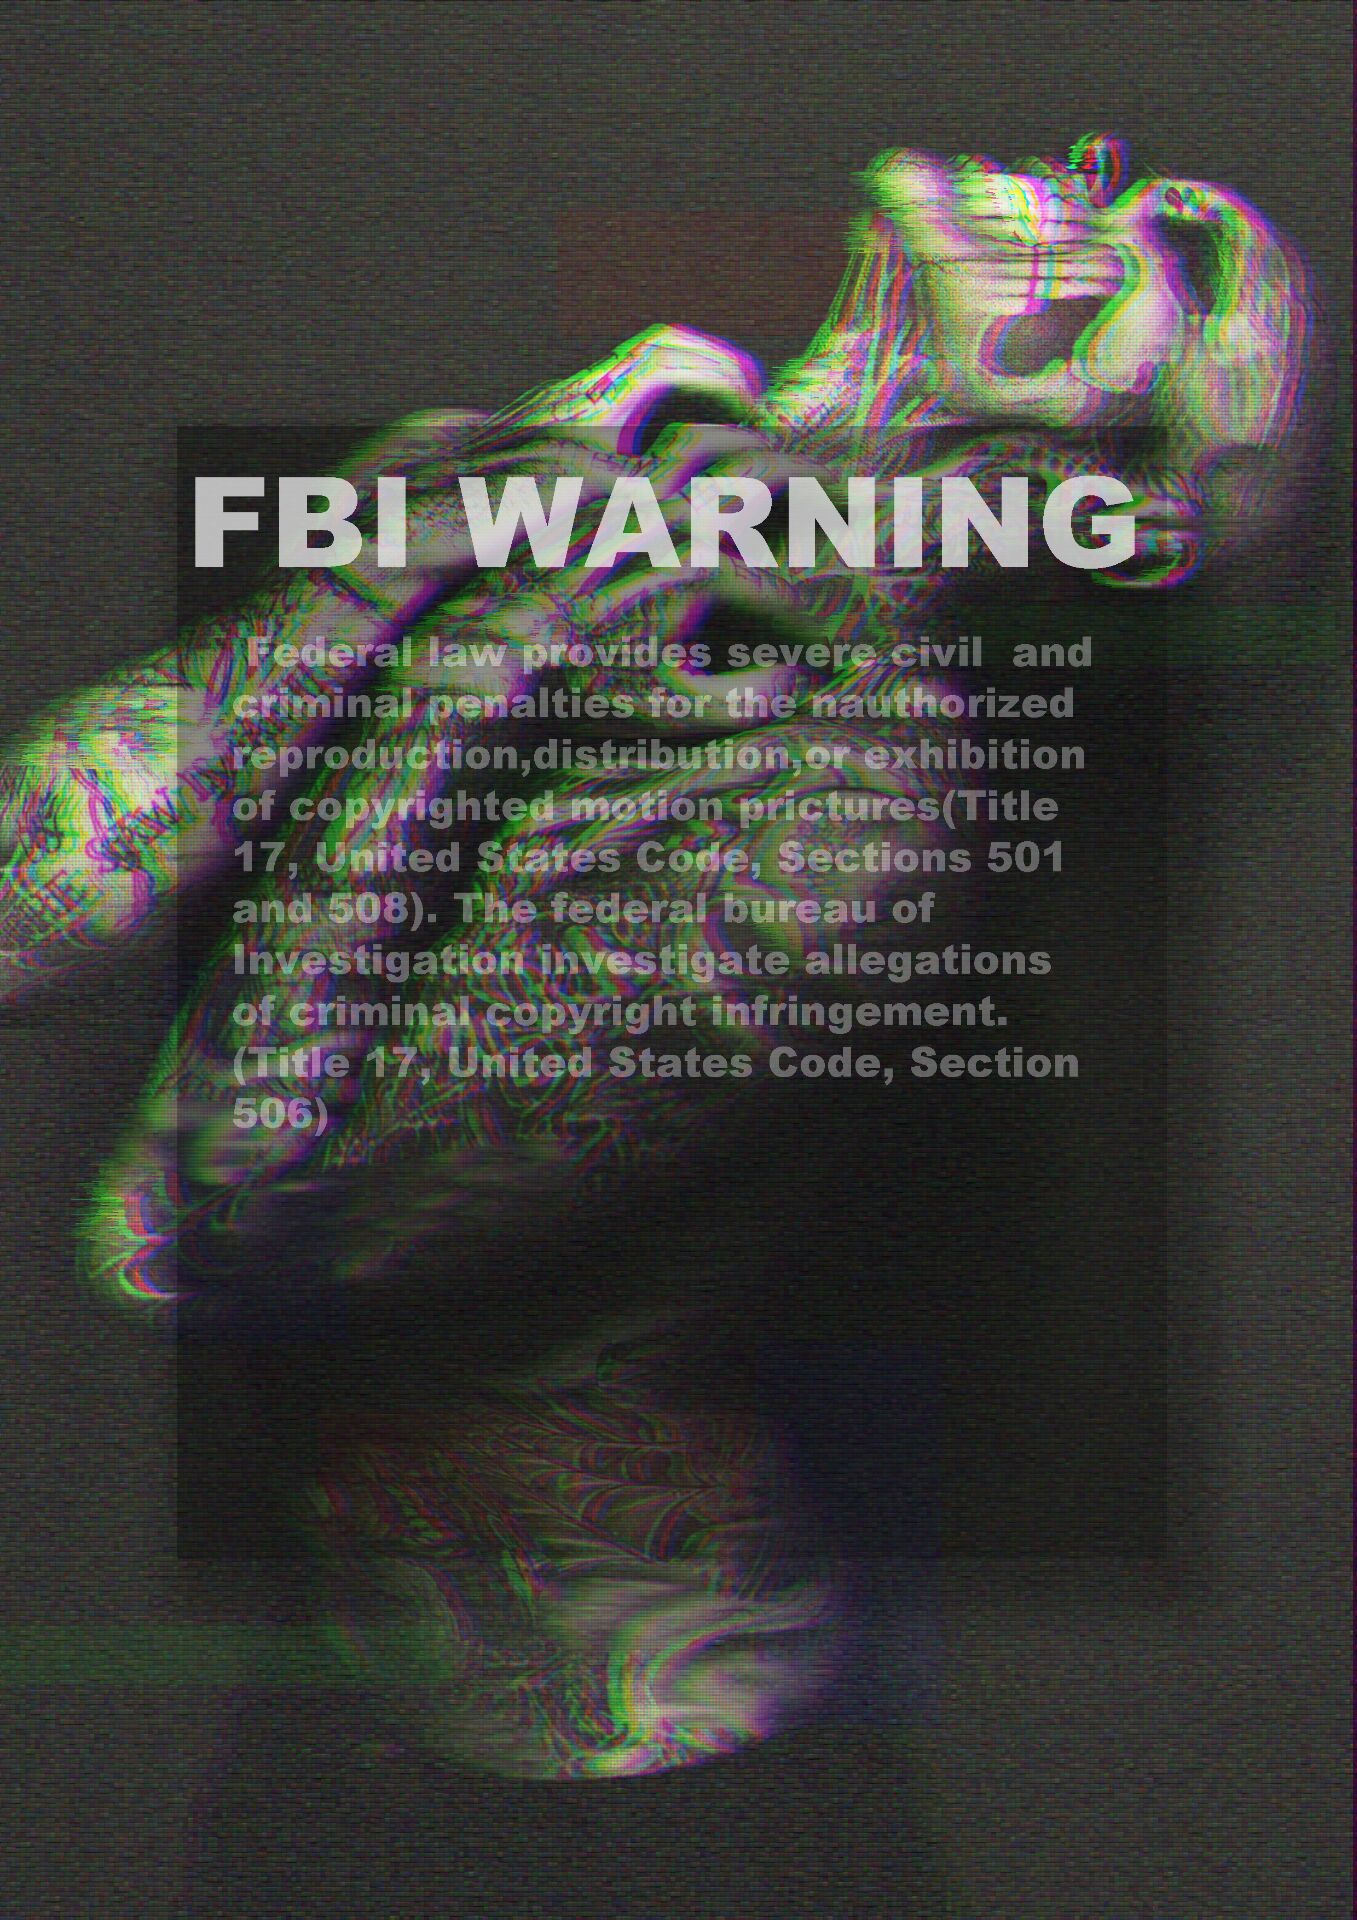 FBI WARNING
Federal law provides severe civil and
criminal penalties for the nauthorized
reproduction,distribution,or exhibition
of copyrighted motion prictures(Title
17, United States Code, Sections 501
and 508). The federal bureau of
Investigation investigate allegations
of criminal copyright infringement.
(Title 17, United States Code, Section
506)